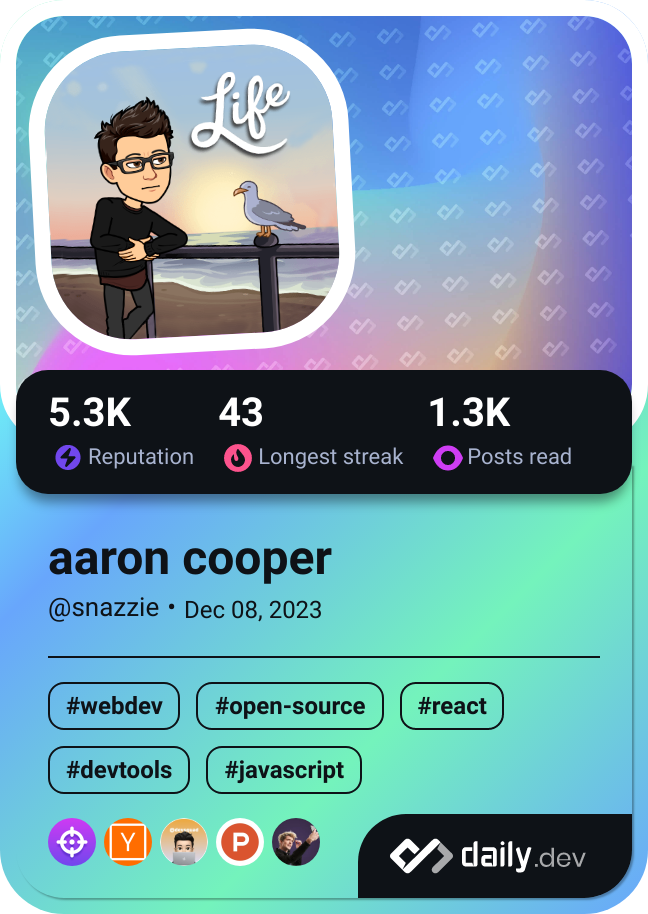 Life
5.3K 43 1.3K
Reputation Longest streak Posts read
aaron cooper
@snazzie • Dec 08, 2023
#webdev #open-source #react
#devtools #javascript
Y P
daily.dev